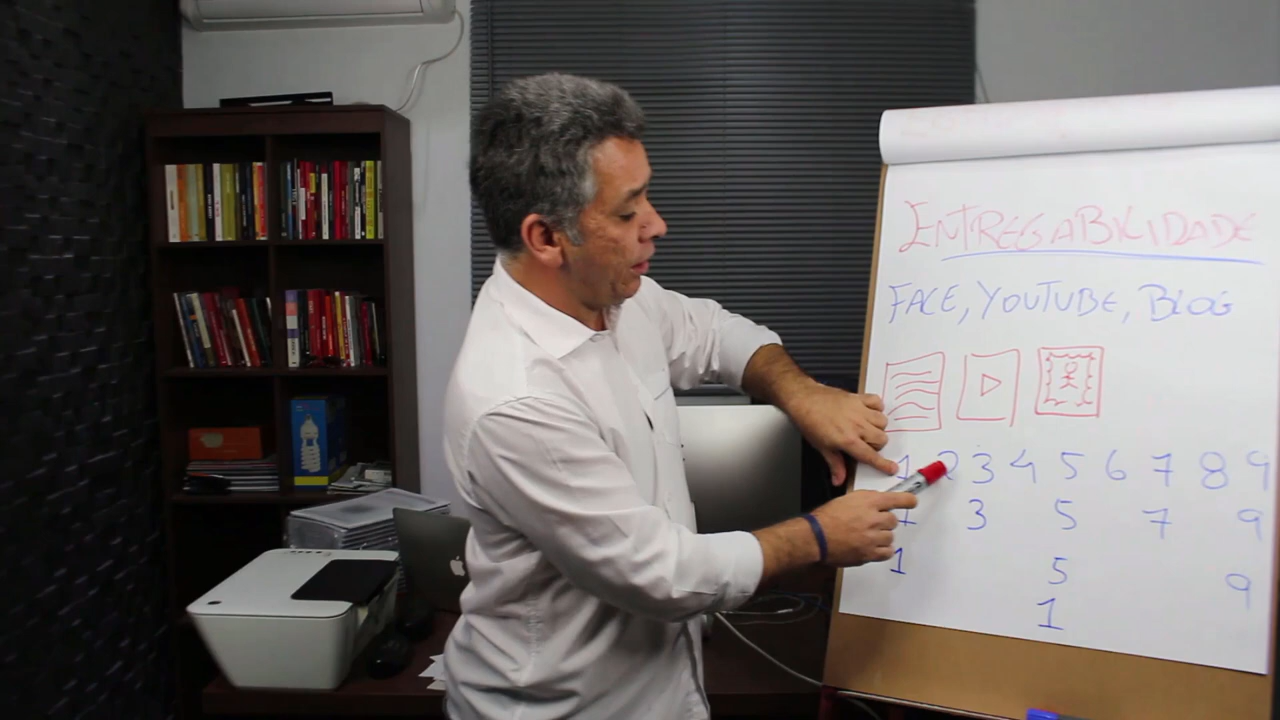 ENTREGABILIDADE
FACE, YOUTUBE, BLOG
1 2 3 4 5 6 7 8 9
1 3 5 7 9
1 5 9
1